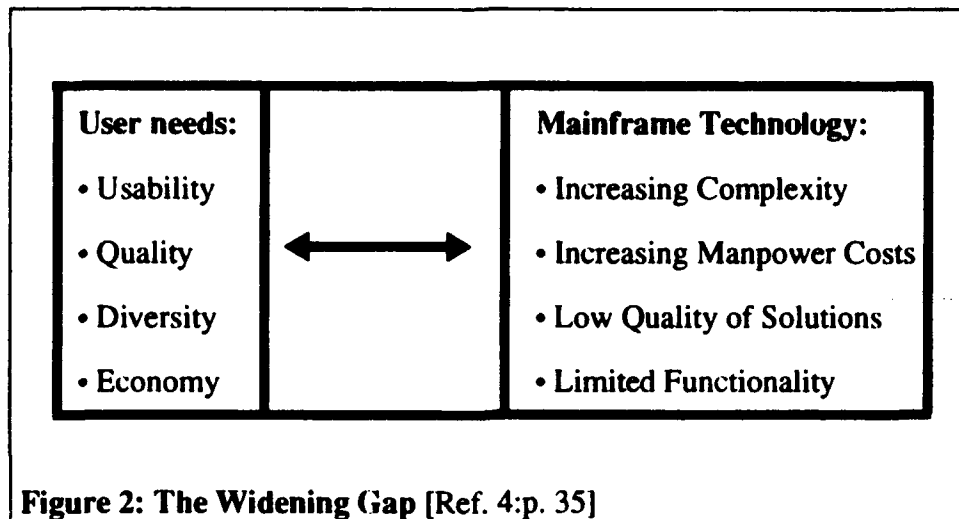 User needs:
• Usability
• Quality
• Diversity
• Economy
Mainframe Technology:
• Increasing Complexity
• Increasing Manpower Costs
• Low Quality of Solutions
• Limited Functionality
Figure 2: The Widening Gap [Ref. 4:p. 35]